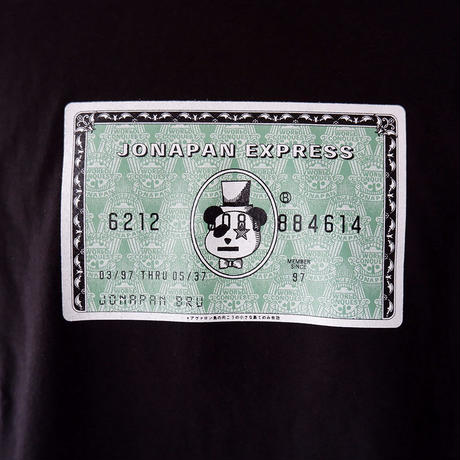 JONAPAN EXPRESS
®
6212 884614
MEMBER
SINCE
03/97 THRU 05/37 97
JONAPAN BRU